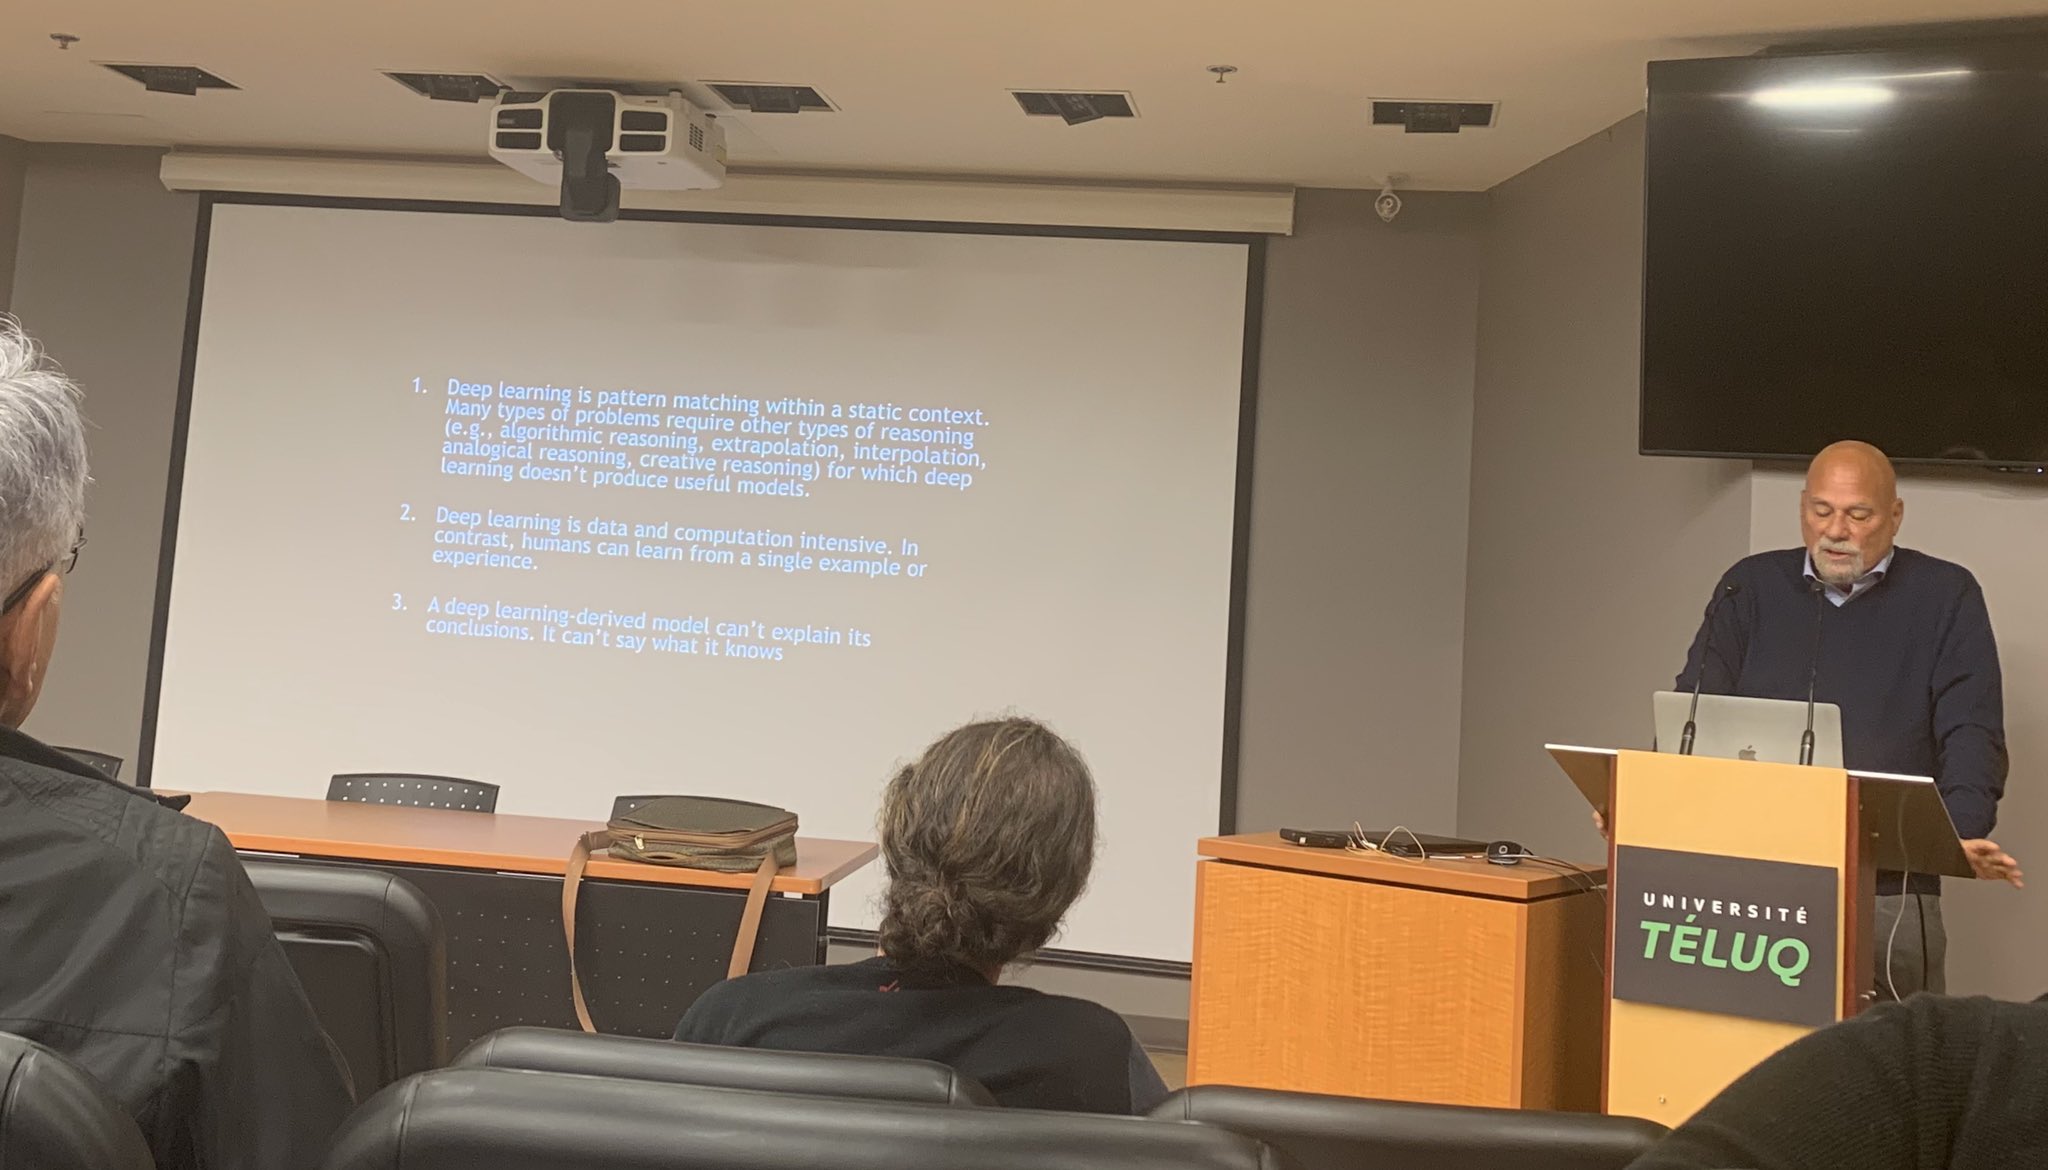 1. Deep learning is pattern matching within a static context.
Many types of problems require other types of reasoning
(e.g., algorithmic reasoning, extrapolation, interpolation,
analogical reasoning, creative reasoning) for which deep
learning doesn't produce useful models.
2. Deep learning is data and computation intensive. In
contrast, humans can learn from a single example or
experience.
3. A deep learning-derived model can't explain its
conclusions. It can't say what it knows
UNIVERSITÉ
TÉLUQ